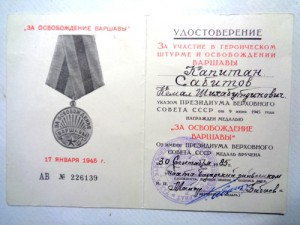 „ЗА ОСВОБОЖДЕНИЕ
ВАРШАВЫ"
17 ЯНВАРЯ 1945 г.
АБ № 226139
УДОСТОВЕРЕНИЕ
ЗА УЧАСТИЕ В ГЕРОИЧЕСКОМ
ШТУРМЕ И ОСВОБОЖДЕНИИ
ВАРШАВЫ
Капитан
Сабитов
Камал Шихабутдинович
УКАЗОМ ПРЕЗИДИУМА ВЕРХОВНОГО
СОВЕТА СССР от 9 июня 1945 года
НАГРАЖДЕН МЕДАЛЬЮ
„ЗА ОСВОБОЖДЕНИЕ
ВАРШАВЫ"
От имени ПРЕЗИДИУМА ВЕРХОВНОГО
СОВЕТА СССР МЕДАЛЬ ВРУЧЕНА
30 Сентября